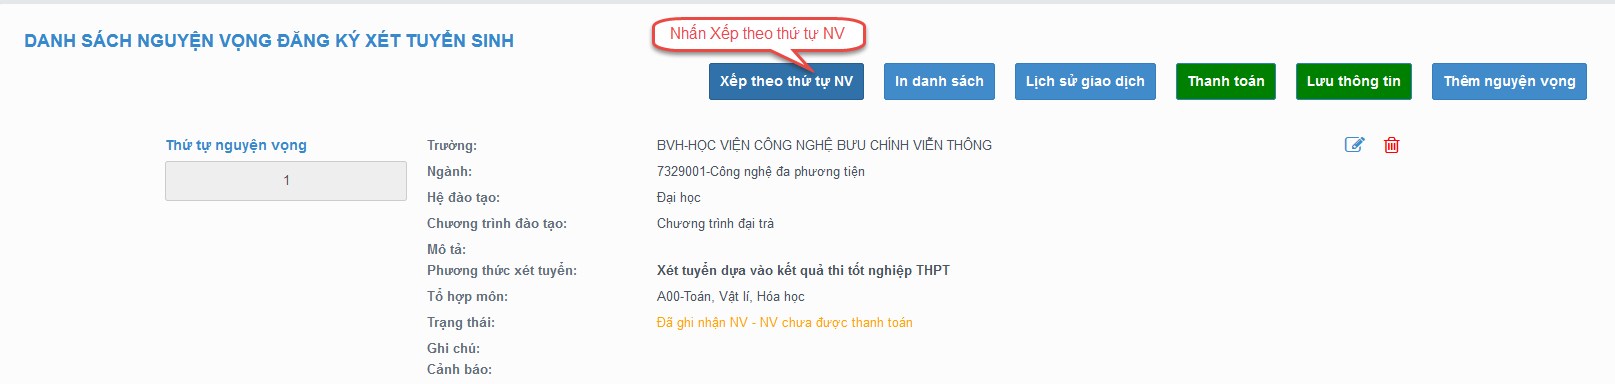 Nhấn Xếp theo thứ tự NV
DANH SÁCH NGUYỆN VỌNG ĐĂNG KÝ XÉT TUYỂN SINH
Xếp theo thứ tự NV In danh sách Lịch sử giao dịch Thanh toán Lưu thông tin Thêm nguyện vọng
Thứ tự nguyện vọng
1
Trường: BVH-HỌC VIỆN CÔNG NGHỆ BƯU CHÍNH VIỄN THÔNG
Ngành: 7329001-Công nghệ đa phương tiện
Hệ đào tạo: Đại học
Chương trình đào tạo: Chương trình đại trà
Mô tả:
Phương thức xét tuyển: Xét tuyển dựa vào kết quả thi tốt nghiệp THPT
Tổ hợp môn: A00-Toán, Vật lí, Hóa học
Trạng thái: Đã ghi nhận NV - NV chưa được thanh toán
Ghi chú:
Cảnh báo: